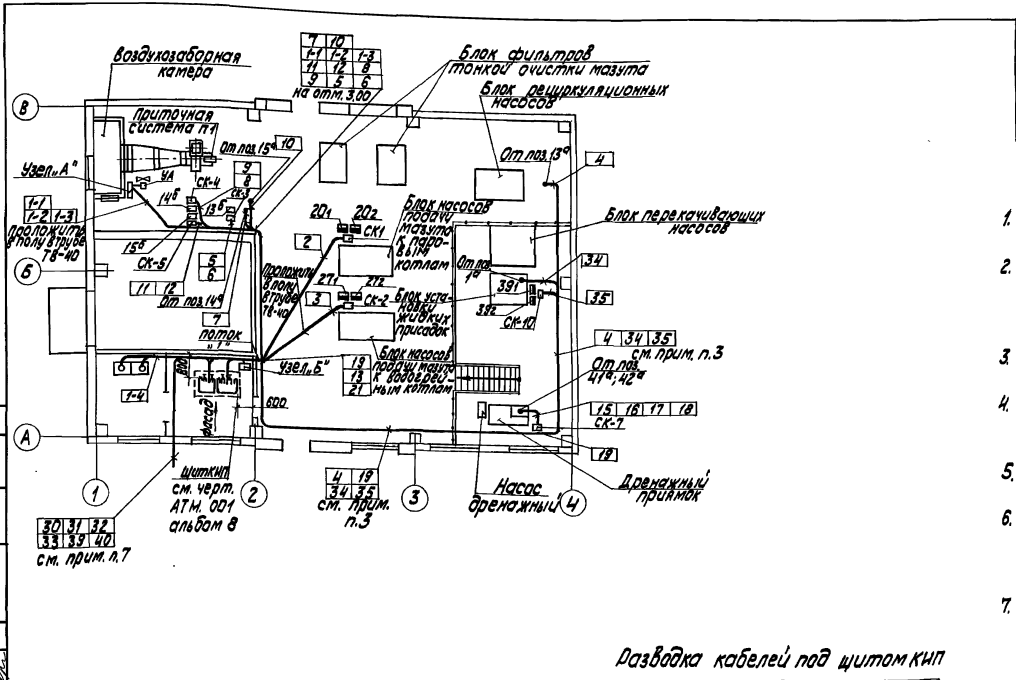 Воздухозаборная
камера
7 10
1-1 1-2 1-3
11 12 8
9 5 6
на отм. 3.00
Блок фильтров
тонкой очистки мазута
Блок рециркуляционных
насосов
В
Приточная
система П1
От поз. 15а
10
От поз. 13а
4
Узел „А"
УА
СК-4
9
8
СК-3
14б
13б
1-1
1-2 1-3
проложить
в полу в трубе
ТВ-40
20₁ 20₂
СК1
Блок насосов
подачи
мазута
к паро-
вым
котлам
Блок перекачивающих
насосов
2
15б
СК-5
5
6
Б
11 12
От поз. 14а
7
поток
„Т"
Проложить
в полу
в трубе
ТВ-40
3
27₁ 27₂
СК-2
Блок уста-
новки
жидких
присадок
От поз.
1а
39₁
39₂
СК-10
34
35
4 34 35
см. прим. п.3
Блок насосов
подачи мазута
к водогрей-
ным котлам
Узел „Б"
19
13
21
800
1-4
600
фасад
От поз.
41а; 42а
15 16 17 18
СК-7
19
А
1
2
3
4
Щит КИП
см. черт.
АТМ. 001
альбом 8
4 19
34 35
см. прим.
п.3
Насос
дренажный
Дренажный
приямок
30 31 32
33 39 40
см. прим. п.7
1.
2.
3.
4.
5.
6.
7.
Разводка кабелей под щитом КИП